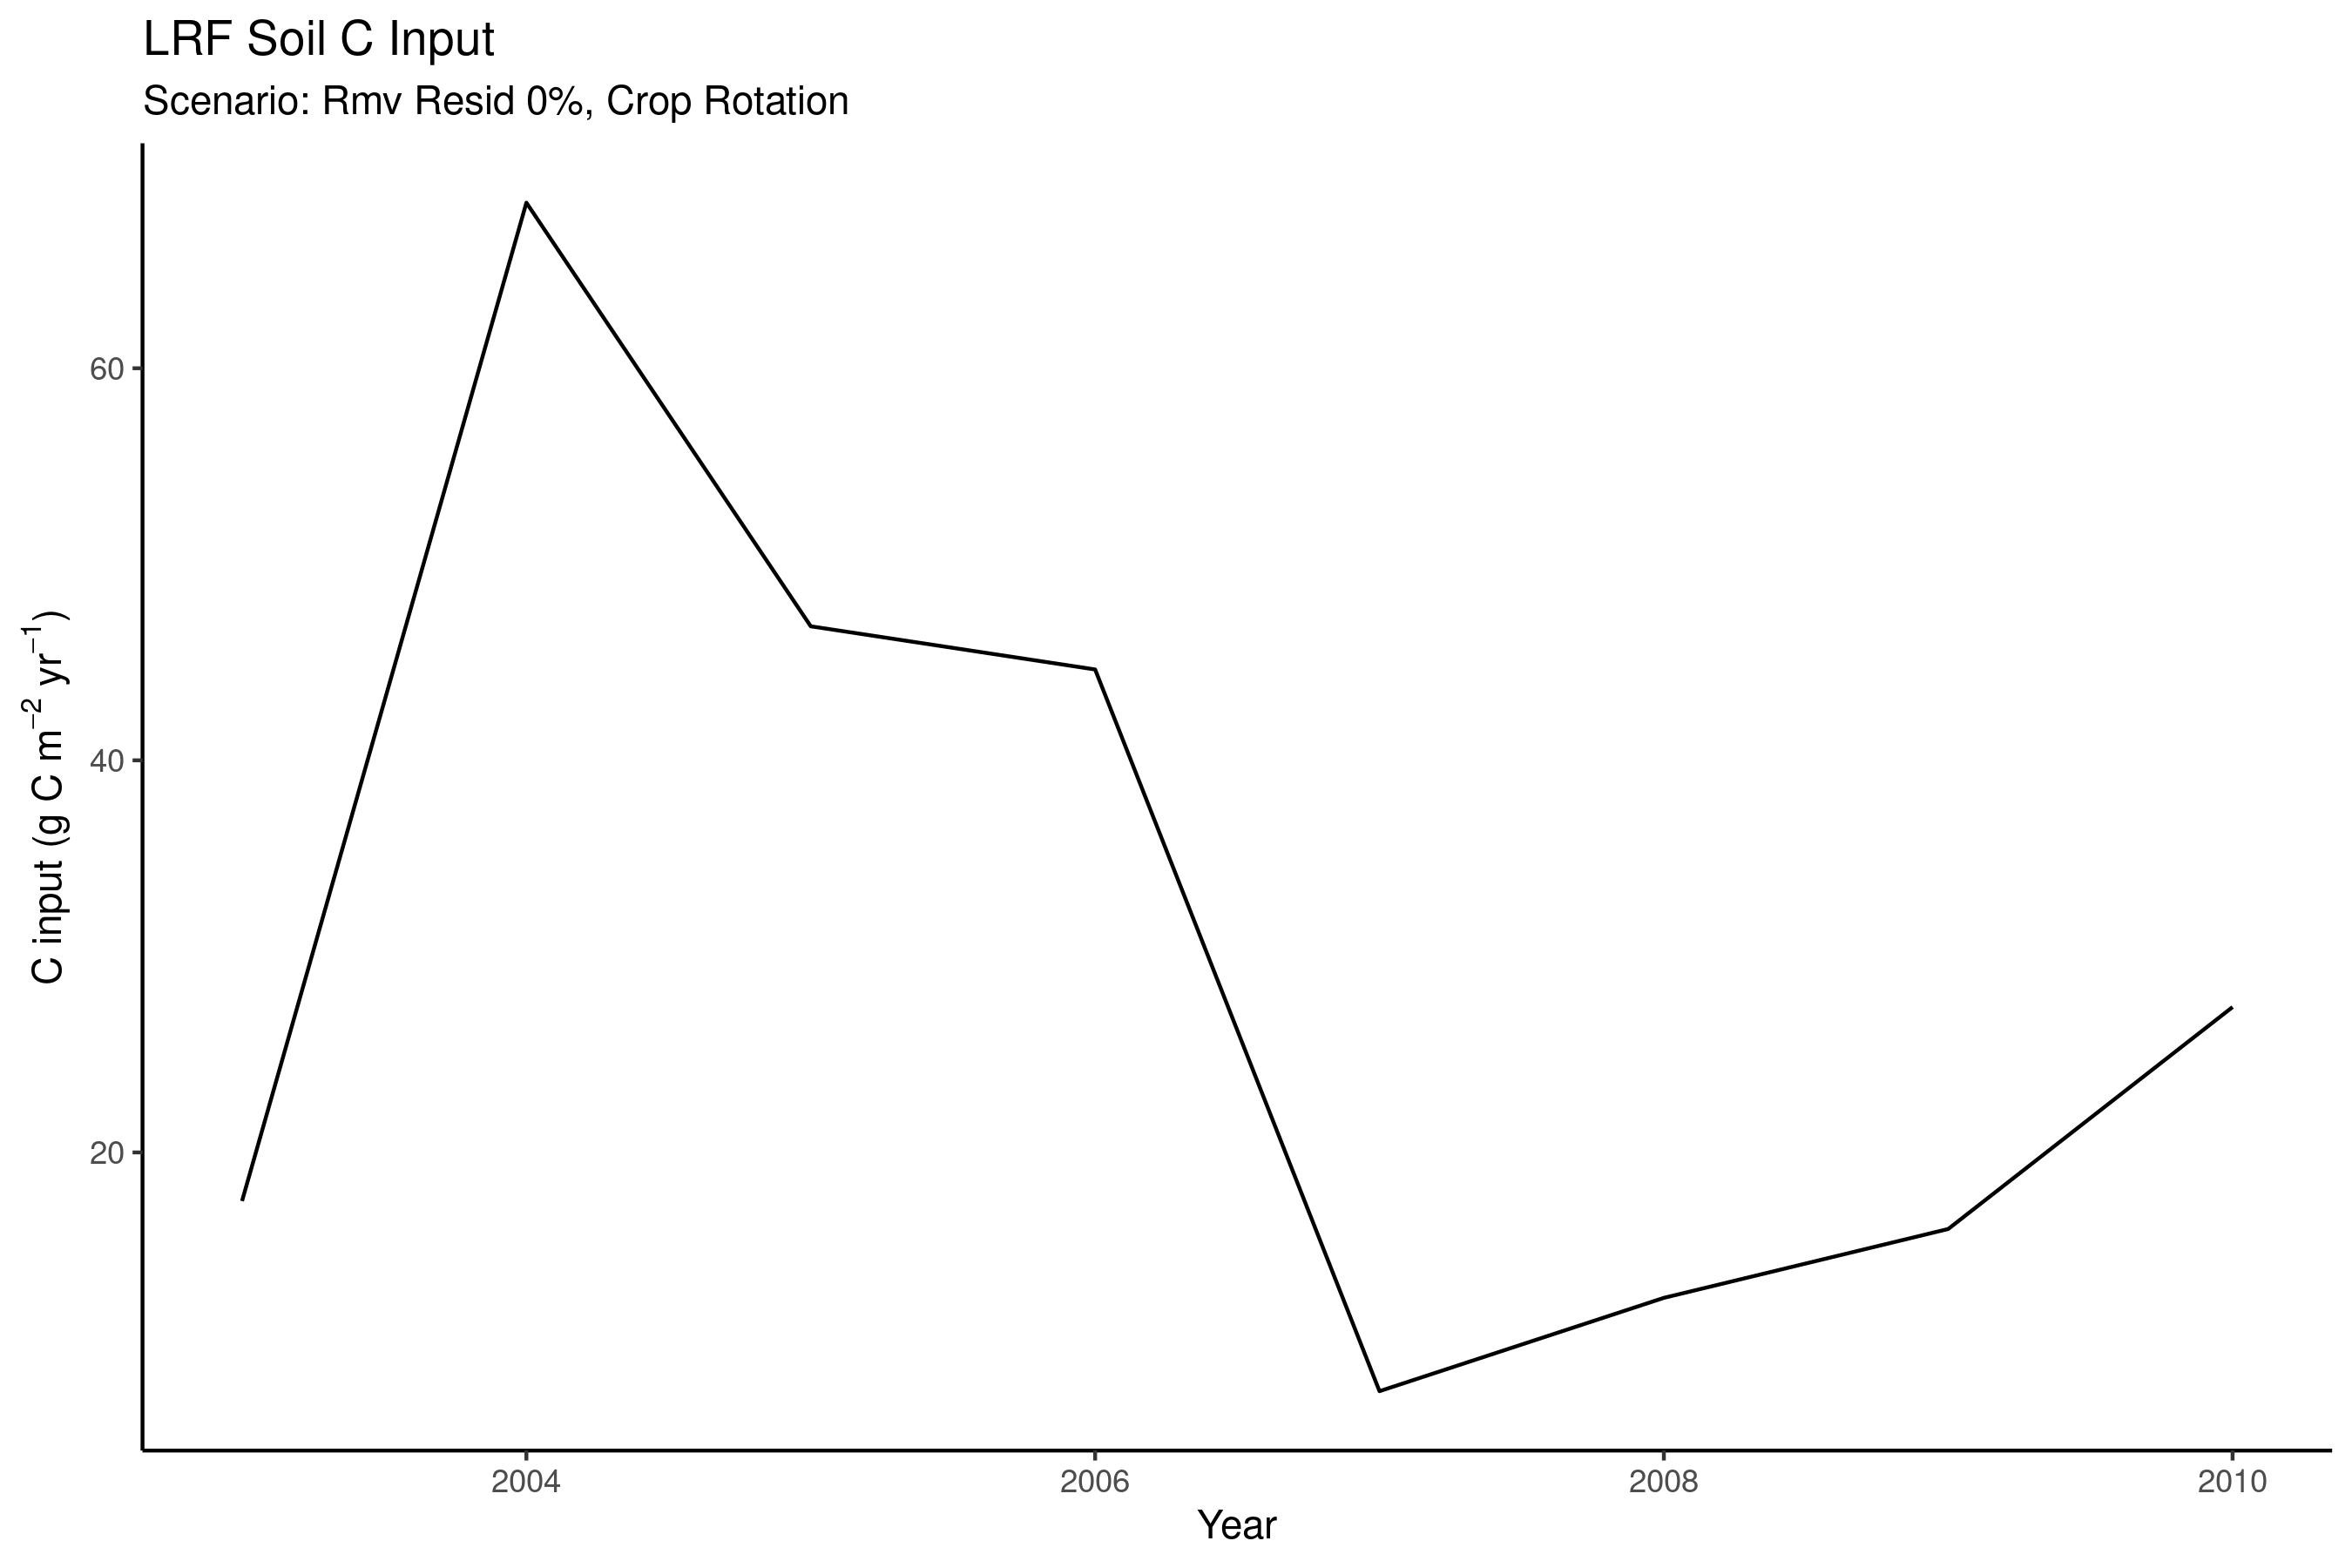 LRF Soil C Input
Scenario: Rmv Resid 0%, Crop Rotation
C input (g C m⁻² yr⁻¹)
60
40
20
2004 2006 2008 2010
Year